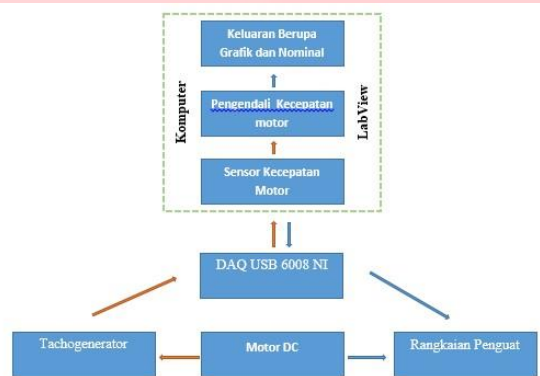 Keluaran Berupa
Grafik dan Nominal
Komputer
Pengendali Kecepatan
motor
LabView
Sensor Kecepatan
Motor
DAQ USB 6008 NI
Tachogenerator
Motor DC
Rangkaian Penguat